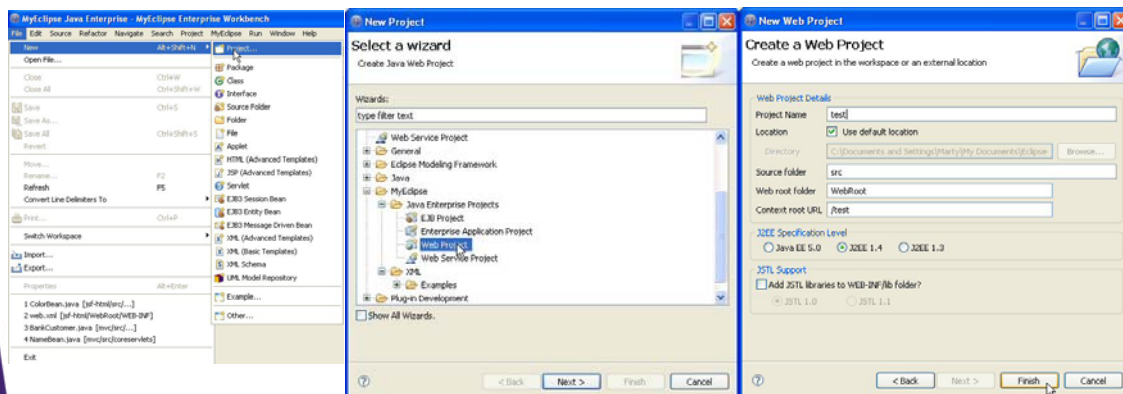 MyEclipse Java Enterprise - MyEclipse Enterprise Workbench
File Edit Source Refactor Navigate Search Project MyEclipse Run Window Help
New Alt+Shift+N
Open File...
Close Ctrl+W
Close All Ctrl+Shift+W
Save Ctrl+S
Save As...
Save All Ctrl+Shift+S
Revert
Move...
Rename... F2
Refresh F5
Convert Line Delimiters To
Print... Ctrl+P
Switch Workspace
Import...
Export...
Properties Alt+Enter
1 ColorBean.java [jsf-html/src/...]
2 web.xml [jsf-html/WebRoot/WEB-INF]
3 BankCustomer.java [mvc/src/...]
4 NameBean.java [mvc/src/coreservlets]
Exit
Project...
Package
Class
Interface
Source Folder
Folder
File
Applet
HTML (Advanced Templates)
JSP (Advanced Templates)
Servlet
EJB3 Session Bean
EJB3 Entity Bean
EJB3 Message Driven Bean
XML (Advanced Templates)
XML (Basic Templates)
XML Schema
UML Model Repository
Example...
Other...
New Project
Select a wizard
Create Java Web Project
Wizards:
type filter text
Web Service Project
General
Eclipse Modeling Framework
Java
MyEclipse
Java Enterprise Projects
EJB Project
Enterprise Application Project
Web Project
Web Service Project
XML
Examples
Plug-in Development
Show All Wizards.
? < Back Next > Finish Cancel
New Web Project
Create a Web Project
Create a web project in the workspace or an external location
Web Project Details
Project Name test
Location Use default location
Directory C:\Documents and Settings\Marty\My Documents\Eclipse Browse...
Source folder src
Web root folder WebRoot
Context root URL /test
J2EE Specification Level
Java EE 5.0 J2EE 1.4 J2EE 1.3
JSTL Support
Add JSTL libraries to WEB-INF/lib folder?
JSTL 1.0 JSTL 1.1
? < Back Next > Finish Cancel